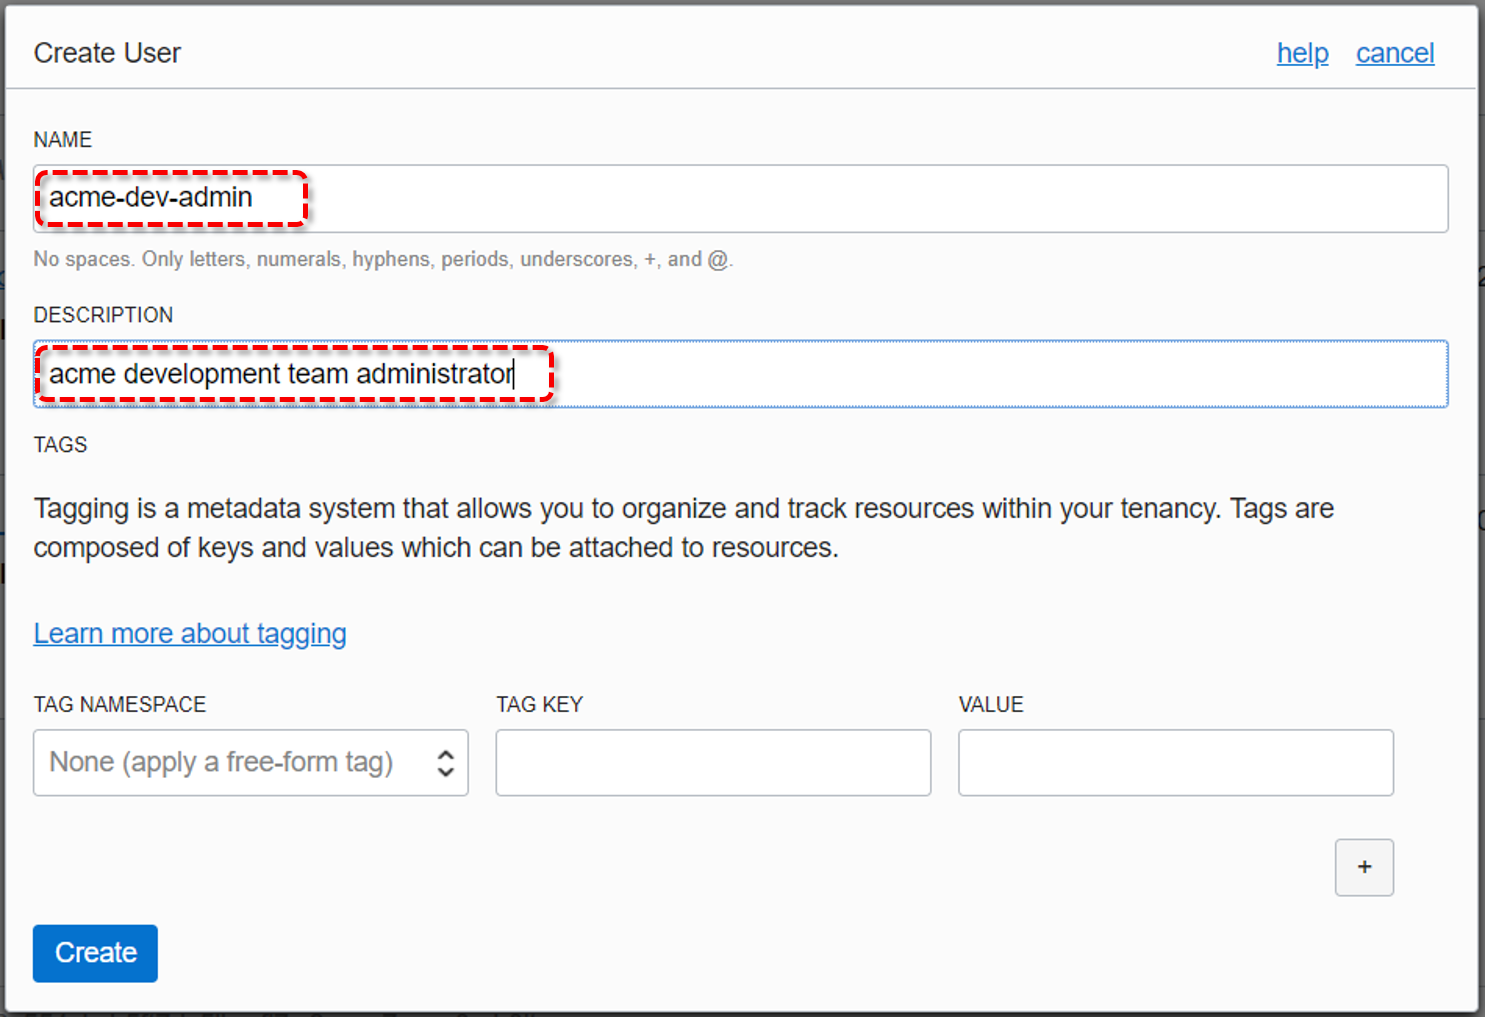 Create User
help cancel
NAME
acme-dev-admin
No spaces. Only letters, numerals, hyphens, periods, underscores, +, and @.
DESCRIPTION
acme development team administrator
TAGS
Tagging is a metadata system that allows you to organize and track resources within your tenancy. Tags are
composed of keys and values which can be attached to resources.
Learn more about tagging
TAG NAMESPACE TAG KEY VALUE
None (apply a free-form tag)
+
Create